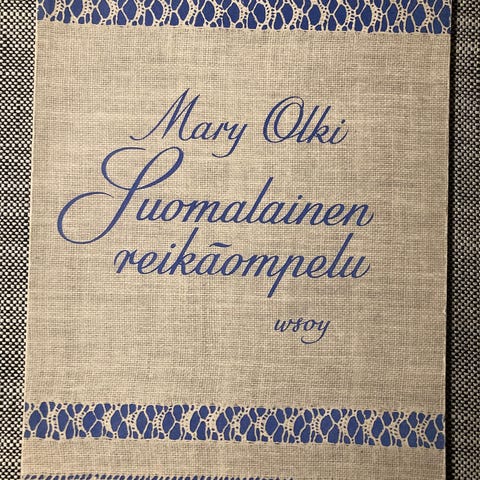 Mary Olki
Suomalainen
reikäompelu
wsoy